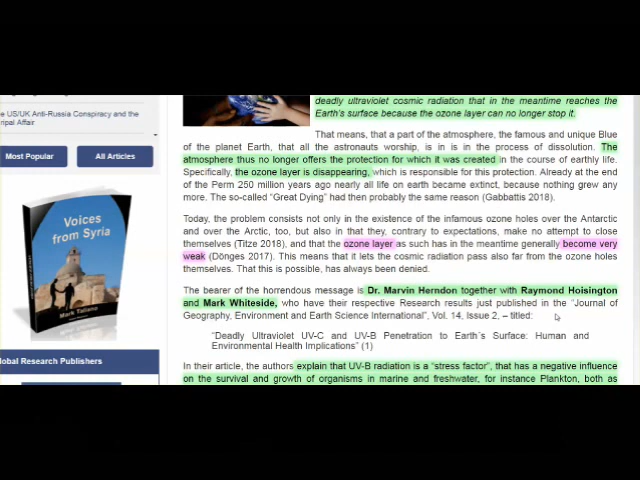 e US/UK Anti-Russia Conspiracy and the
ripal Affair
Most Popular
All Articles
Voices
from Syria
Mark Taliano
lobal Research Publishers
deadly ultraviolet cosmic radiation that in the meantime reaches the
Earth's surface because the ozone layer can no longer stop it.
That means, that a part of the atmosphere, the famous and unique Blue
of the planet Earth, that all the astronauts worship, is in is in the process of dissolution. The
atmosphere thus no longer offers the protection for which it was created in the course of earthly life.
Specifically, the ozone layer is disappearing, which is responsible for this protection. Already at the end
of the Perm 250 million years ago nearly all life on earth became extinct, because nothing grew any
more. The so-called "Great Dying" had then probably the same reason (Gabbattis 2018).
Today, the problem consists not only in the existence of the infamous ozone holes over the Antarctic
and over the Arctic, too, but also in that they, contrary to expectations, make no attempt to close
themselves (Titze 2018), and that the ozone layer as such has in the meantime generally become very
weak (Dönges 2017). This means that it lets the cosmic radiation pass also far from the ozone holes
themselves. That this is possible, has always been denied.
The bearer of the horrendous message is Dr. Marvin Herndon together with Raymond Hoisington
and Mark Whiteside, who have their respective Research results just published in the "Journal of
Geography, Environment and Earth Science International", Vol. 14, Issue 2, – titled:
"Deadly Ultraviolet UV-C and UV-B Penetration to Earth´s Surface: Human and
Environmental Health Implications" (1)
In their article, the authors explain that UV-B radiation is a "stress factor", that has a negative influence
on the survival and growth of organisms in marine and freshwater, for instance Plankton, both as